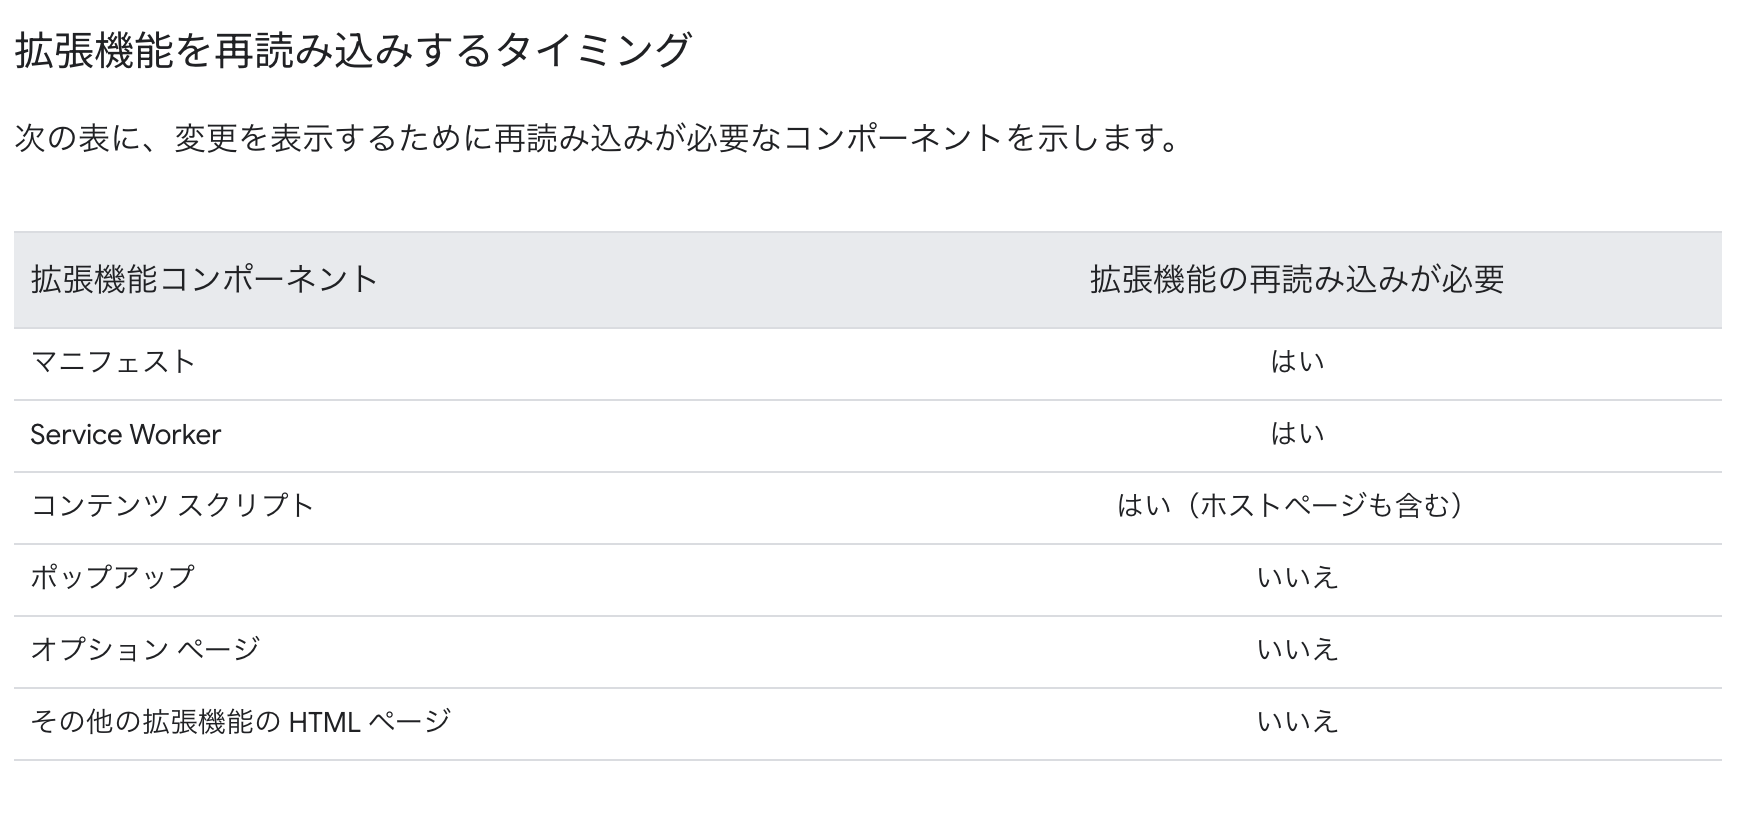 拡張機能を再読み込みするタイミング
次の表に、変更を表示するために再読み込みが必要なコンポーネントを示します。
拡張機能コンポーネント 拡張機能の再読み込みが必要
マニフェスト はい
Service Worker はい
コンテンツ スクリプト はい（ホストページも含む）
ポップアップ いいえ
オプション ページ いいえ
その他の拡張機能の HTML ページ いいえ